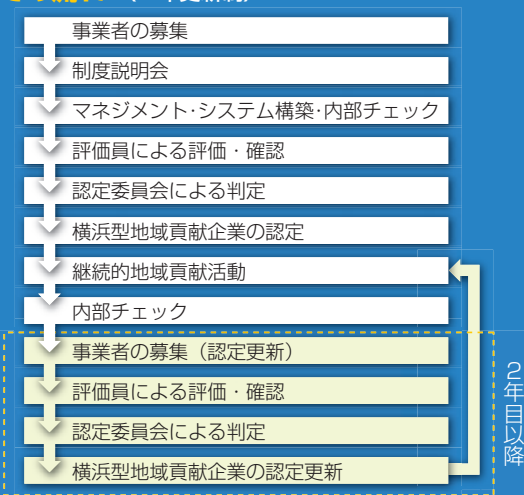 事業者の募集
制度説明会
マネジメント・システム構築・内部チェック
評価員による評価・確認
認定委員会による判定
横浜型地域貢献企業の認定
継続的地域貢献活動
内部チェック
事業者の募集（認定更新）
評価員による評価・確認
認定委員会による判定
横浜型地域貢献企業の認定更新
2年目以降